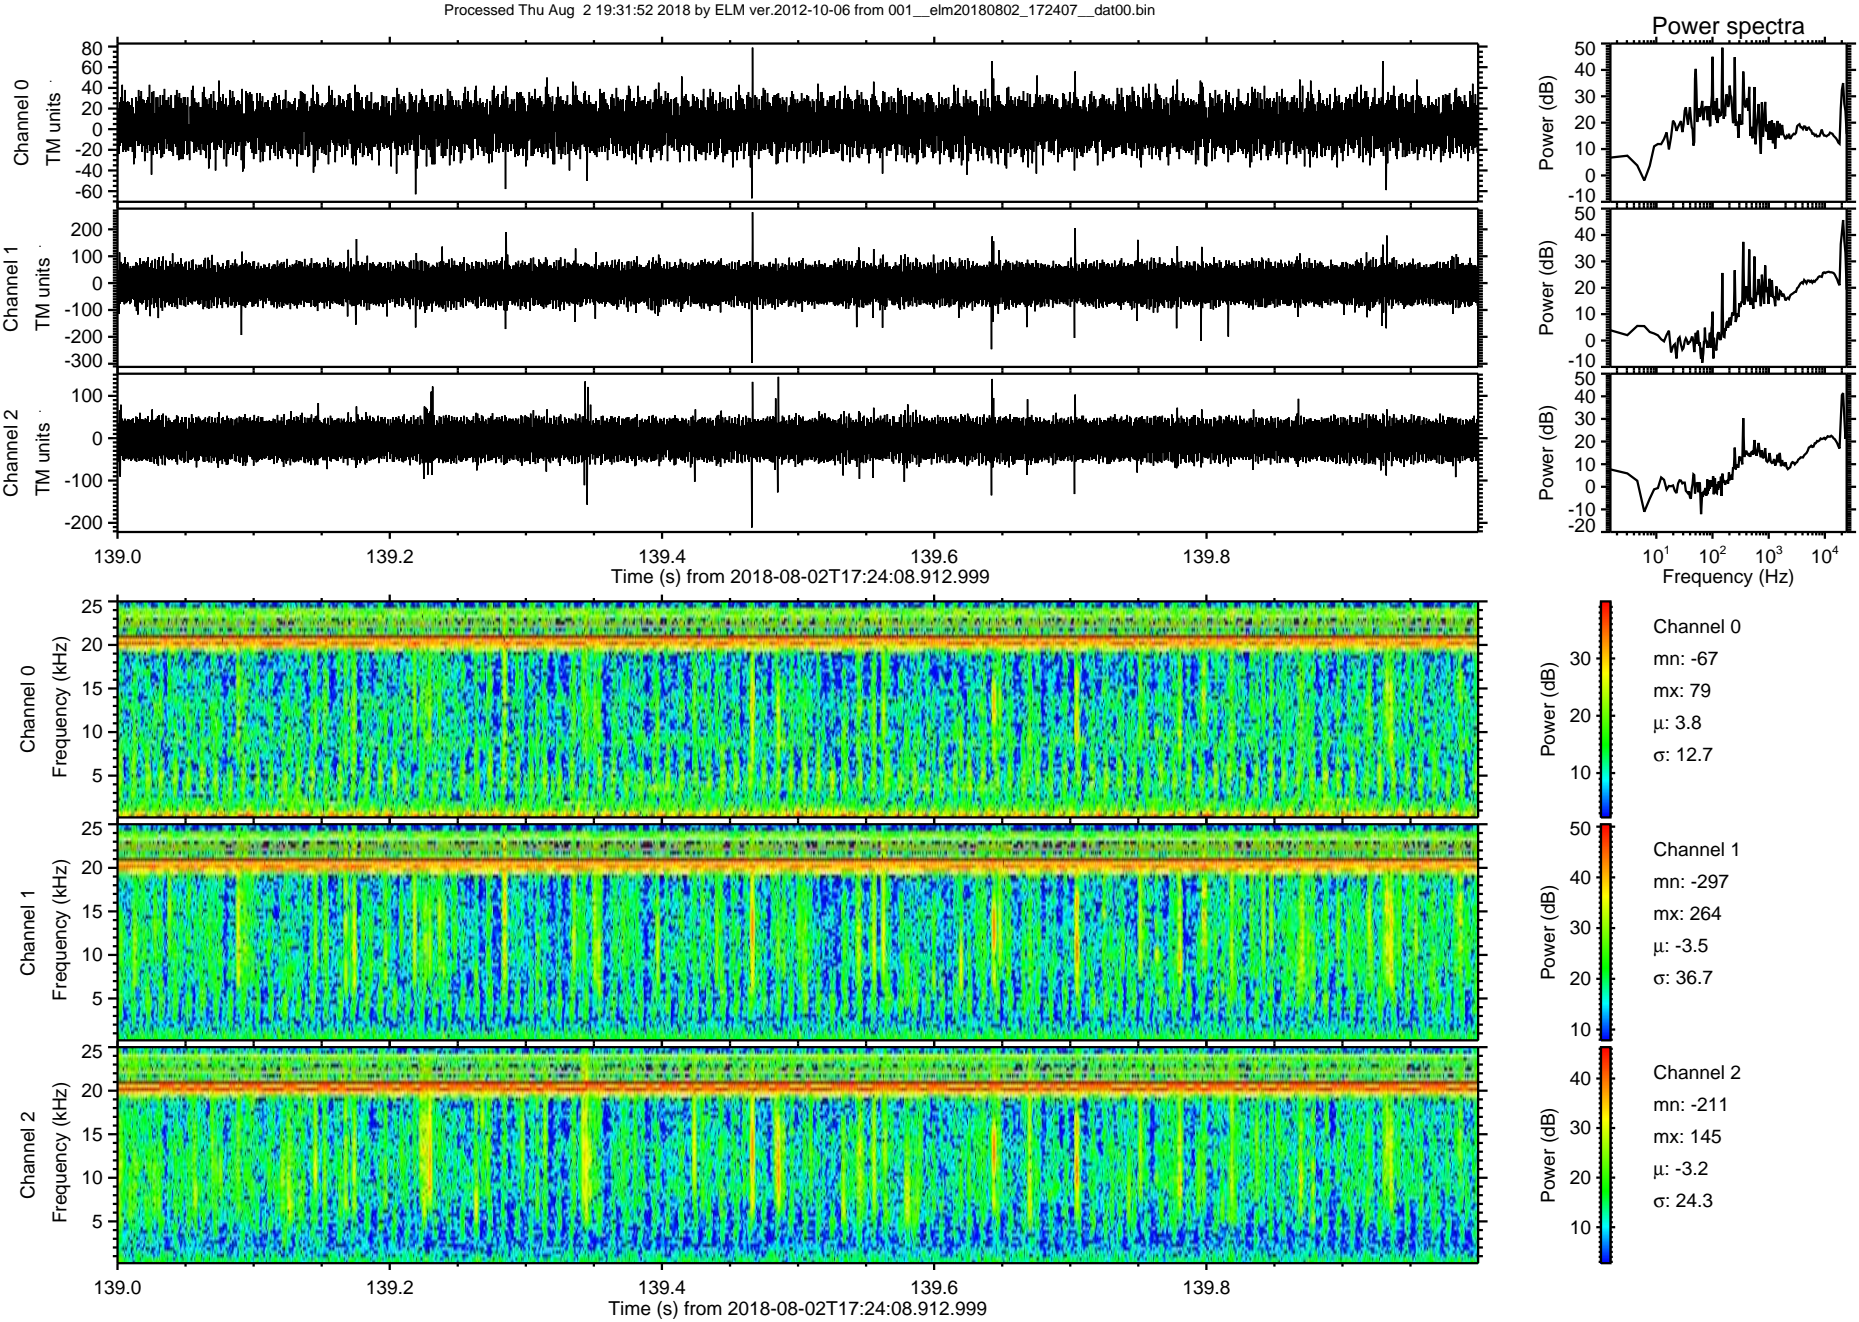 Processed Thu Aug  2 19:31:52 2018 by ELM ver.2012-10-06 from 001__elm20180802_172407__dat00.bin
Power spectra
Channel 0
TM units
80
60
40
20
0
-20
-40
-60
Power (dB)
50
40
30
20
10
0
-10
Channel 1
TM units
200
100
0
-100
-200
-300
Power (dB)
50
40
30
20
10
0
-10
Channel 2
TM units
100
0
-100
-200
Power (dB)
50
40
30
20
10
0
-10
-20
139.0 139.2 139.4 139.6 139.8
Time (s) from 2018-08-02T17:24:08.912.999
10^1 10^2 10^3 10^4
Frequency (Hz)
Channel 0
Frequency (kHz)
25
20
15
10
5
Power (dB)
30
20
10
Channel 0
mn: -67
mx: 79
μ: 3.8
σ: 12.7
Channel 1
Frequency (kHz)
25
20
15
10
5
Power (dB)
50
40
30
20
10
Channel 1
mn: -297
mx: 264
μ: -3.5
σ: 36.7
Channel 2
Frequency (kHz)
25
20
15
10
5
Power (dB)
40
30
20
10
Channel 2
mn: -211
mx: 145
μ: -3.2
σ: 24.3
139.0 139.2 139.4 139.6 139.8
Time (s) from 2018-08-02T17:24:08.912.999